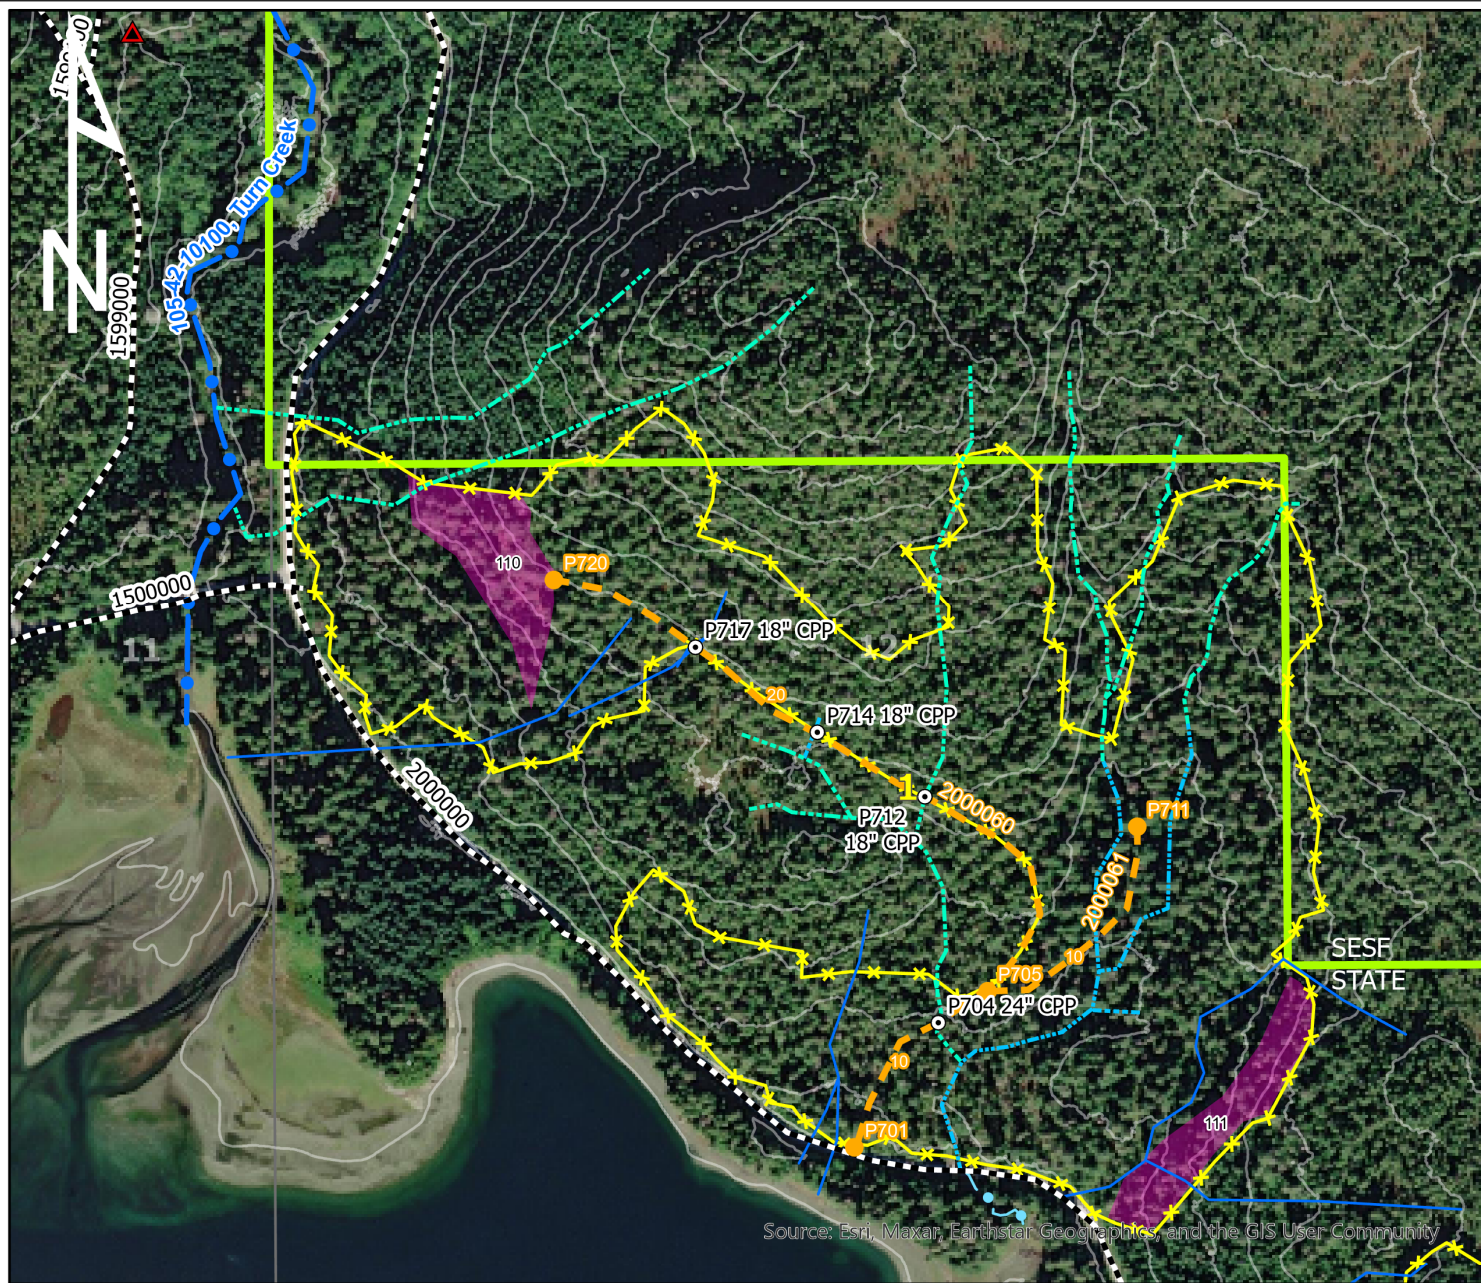 N
105-42-10100, Turn Creek
1599000
1500000
11
110
P720
P717 18" CPP
12
20
P714 18" CPP
1
2000060
P712
18" CPP
P711
2000000
2000061
10
P705
P704 24" CPP
SESF
STATE
10
P701
111
Source: Esri, Maxar, Earthstar Geographics, and the GIS User Community